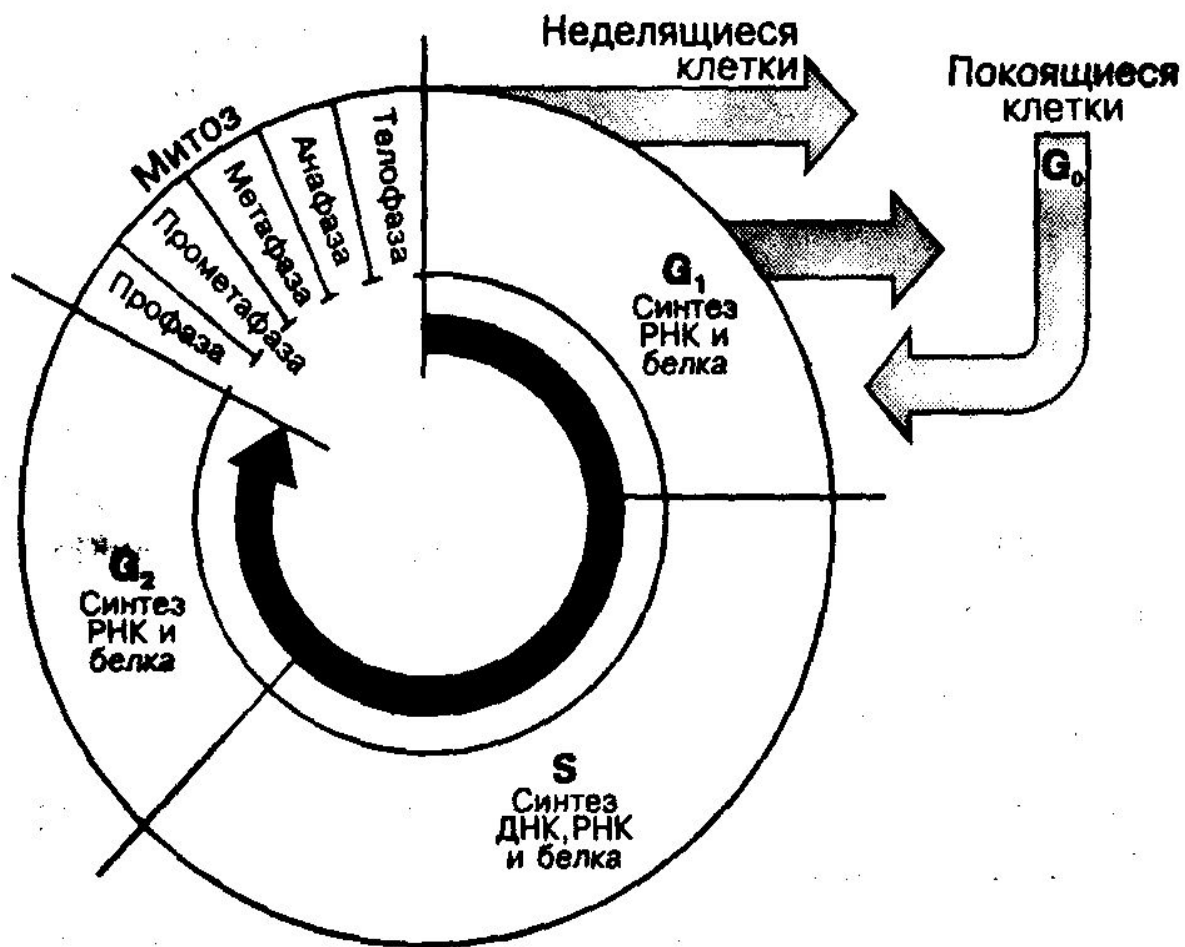 Неделящиеся
клетки
Покоящиеся
клетки
G₀
Митоз
Профаза
Прометафаза
Метафаза
Анафаза
Телофаза
G₁
Синтез
РНК и
белка
S
Синтез
ДНК, РНК
и белка
G₂
Синтез
РНК и
белка